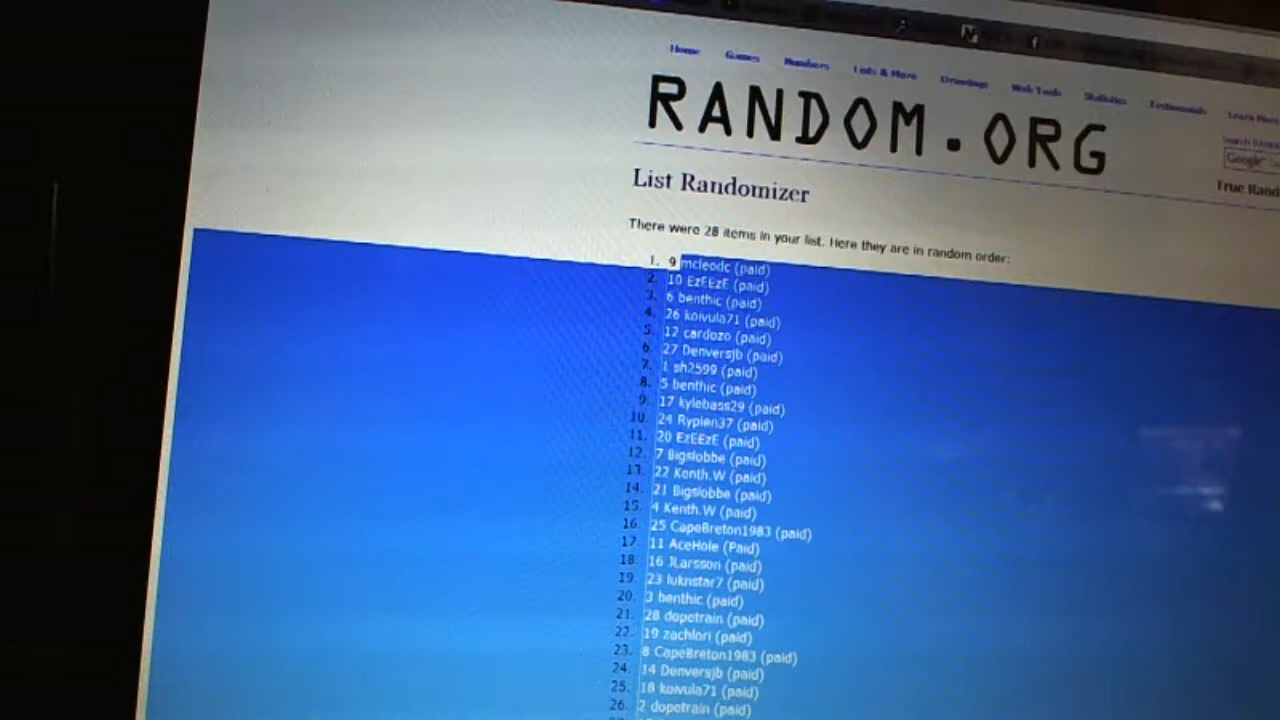 Home Games Numbers Lists & More Drawings Web Tools Statistics Testimonials Learn More
RANDOM.ORG
Search RANDOM
Google
True Rand
List Randomizer
There were 28 items in your list. Here they are in random order:
1. 9 mcleodc (paid)
2. 10 EzEEzE (paid)
3. 6 benthic (paid)
4. 26 koivula71 (paid)
5. 12 cardozo (paid)
6. 27 Denversjb (paid)
7. 1 sh2599 (paid)
8. 5 benthic (paid)
9. 17 kylebass29 (paid)
10. 24 Rypien37 (paid)
11. 20 EzEEzE (paid)
12. 7 Bigslobbe (paid)
13. 22 Kenth.W (paid)
14. 21 Bigslobbe (paid)
15. 4 Kenth.W (paid)
16. 25 CapeBreton1983 (paid)
17. 11 AceHole (Paid)
18. 16 JLarsson (paid)
19. 23 luknstar7 (paid)
20. 3 benthic (paid)
21. 28 dopetrain (paid)
22. 19 zachlori (paid)
23. 8 CapeBreton1983 (paid)
24. 14 Denversjb (paid)
25. 18 koivula71 (paid)
26. 2 dopetrain (paid)